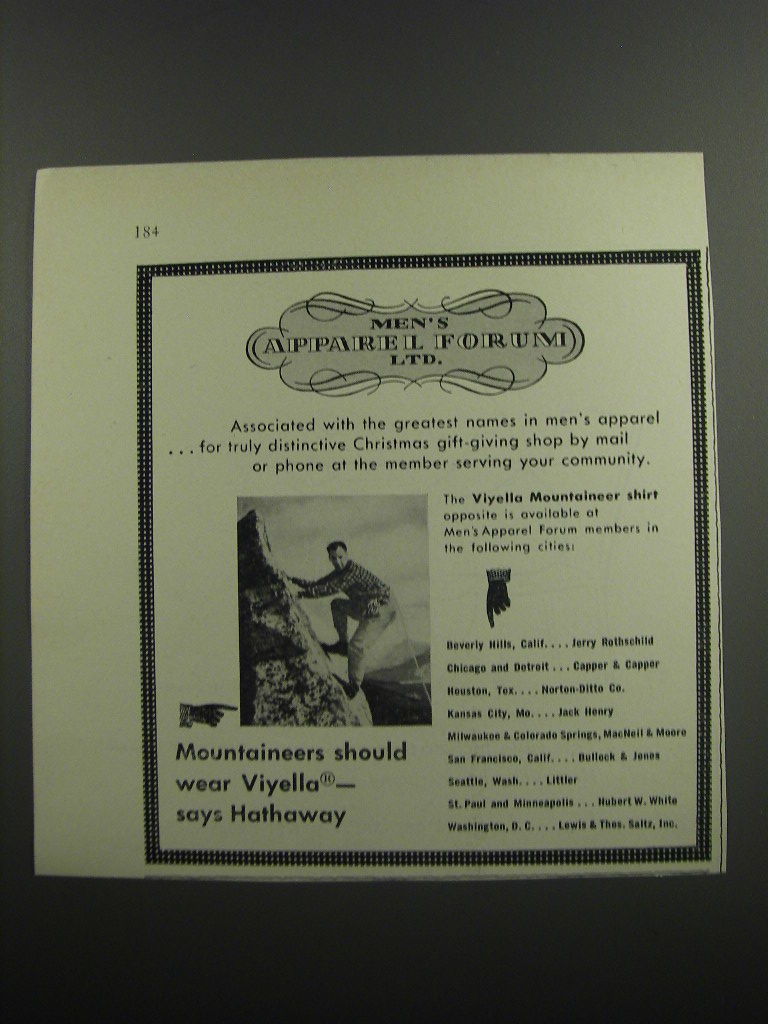 184
MEN'S
APPAREL FORUM
LTD.
Associated with the greatest names in men's apparel
...for truly distinctive Christmas gift-giving shop by mail
or phone at the member serving your community.
The Viyella Mountaineer shirt
opposite is available at
Men's Apparel Forum members in
the following cities:
Beverly Hills, Calif. . . . Jerry Rothschild
Chicago and Detroit . . . Capper & Capper
Houston, Tex. . . . Norton-Ditto Co.
Kansas City, Mo. . . . Jack Henry
Milwaukee & Colorado Springs, MacNeil & Moore
San Francisco, Calif. . . . Bullock & Jones
Seattle, Wash. . . . Littler
St. Paul and Minneapolis . . . Hubert W. White
Washington, D. C. . . . Lewis & Thos. Saltz, Inc.
Mountaineers should
wear Viyella®—
says Hathaway